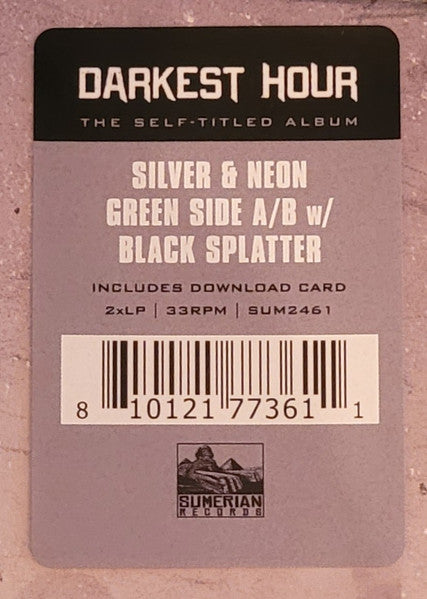 DARKEST HOUR
THE SELF-TITLED ALBUM
SILVER & NEON
GREEN SIDE A/B w/
BLACK SPLATTER
INCLUDES DOWNLOAD CARD
2xLP | 33RPM | SUM2461
8 10121 77361 1
SUMERIAN
RECORDS